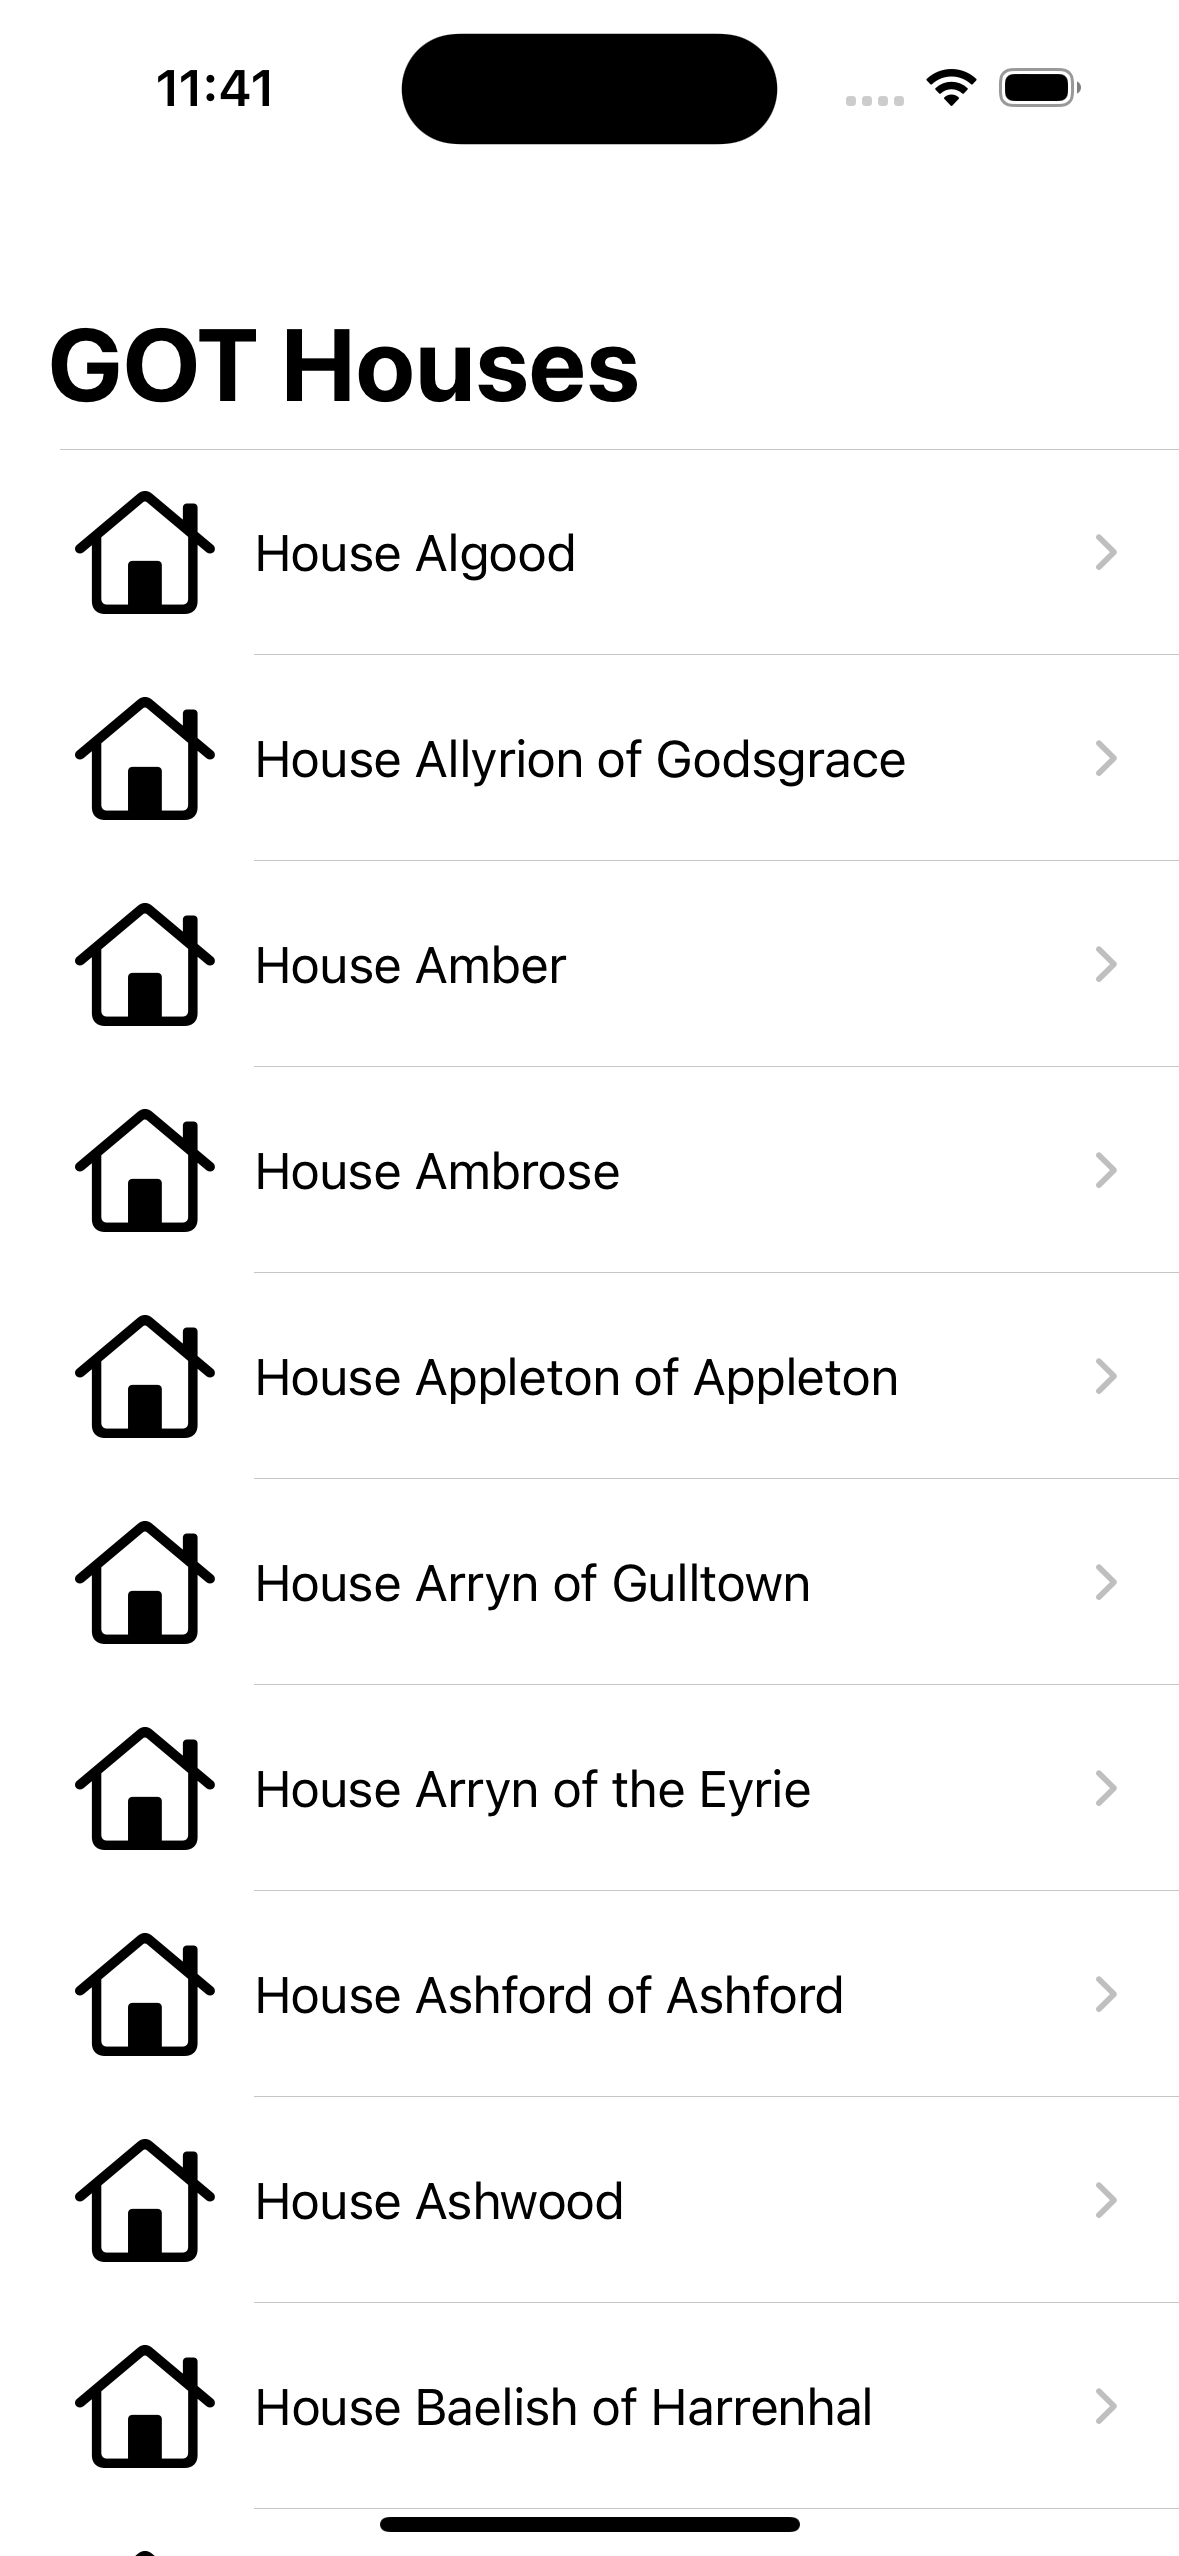 11:41
GOT Houses
House Algood
House Allyrion of Godsgrace
House Amber
House Ambrose
House Appleton of Appleton
House Arryn of Gulltown
House Arryn of the Eyrie
House Ashford of Ashford
House Ashwood
House Baelish of Harrenhal